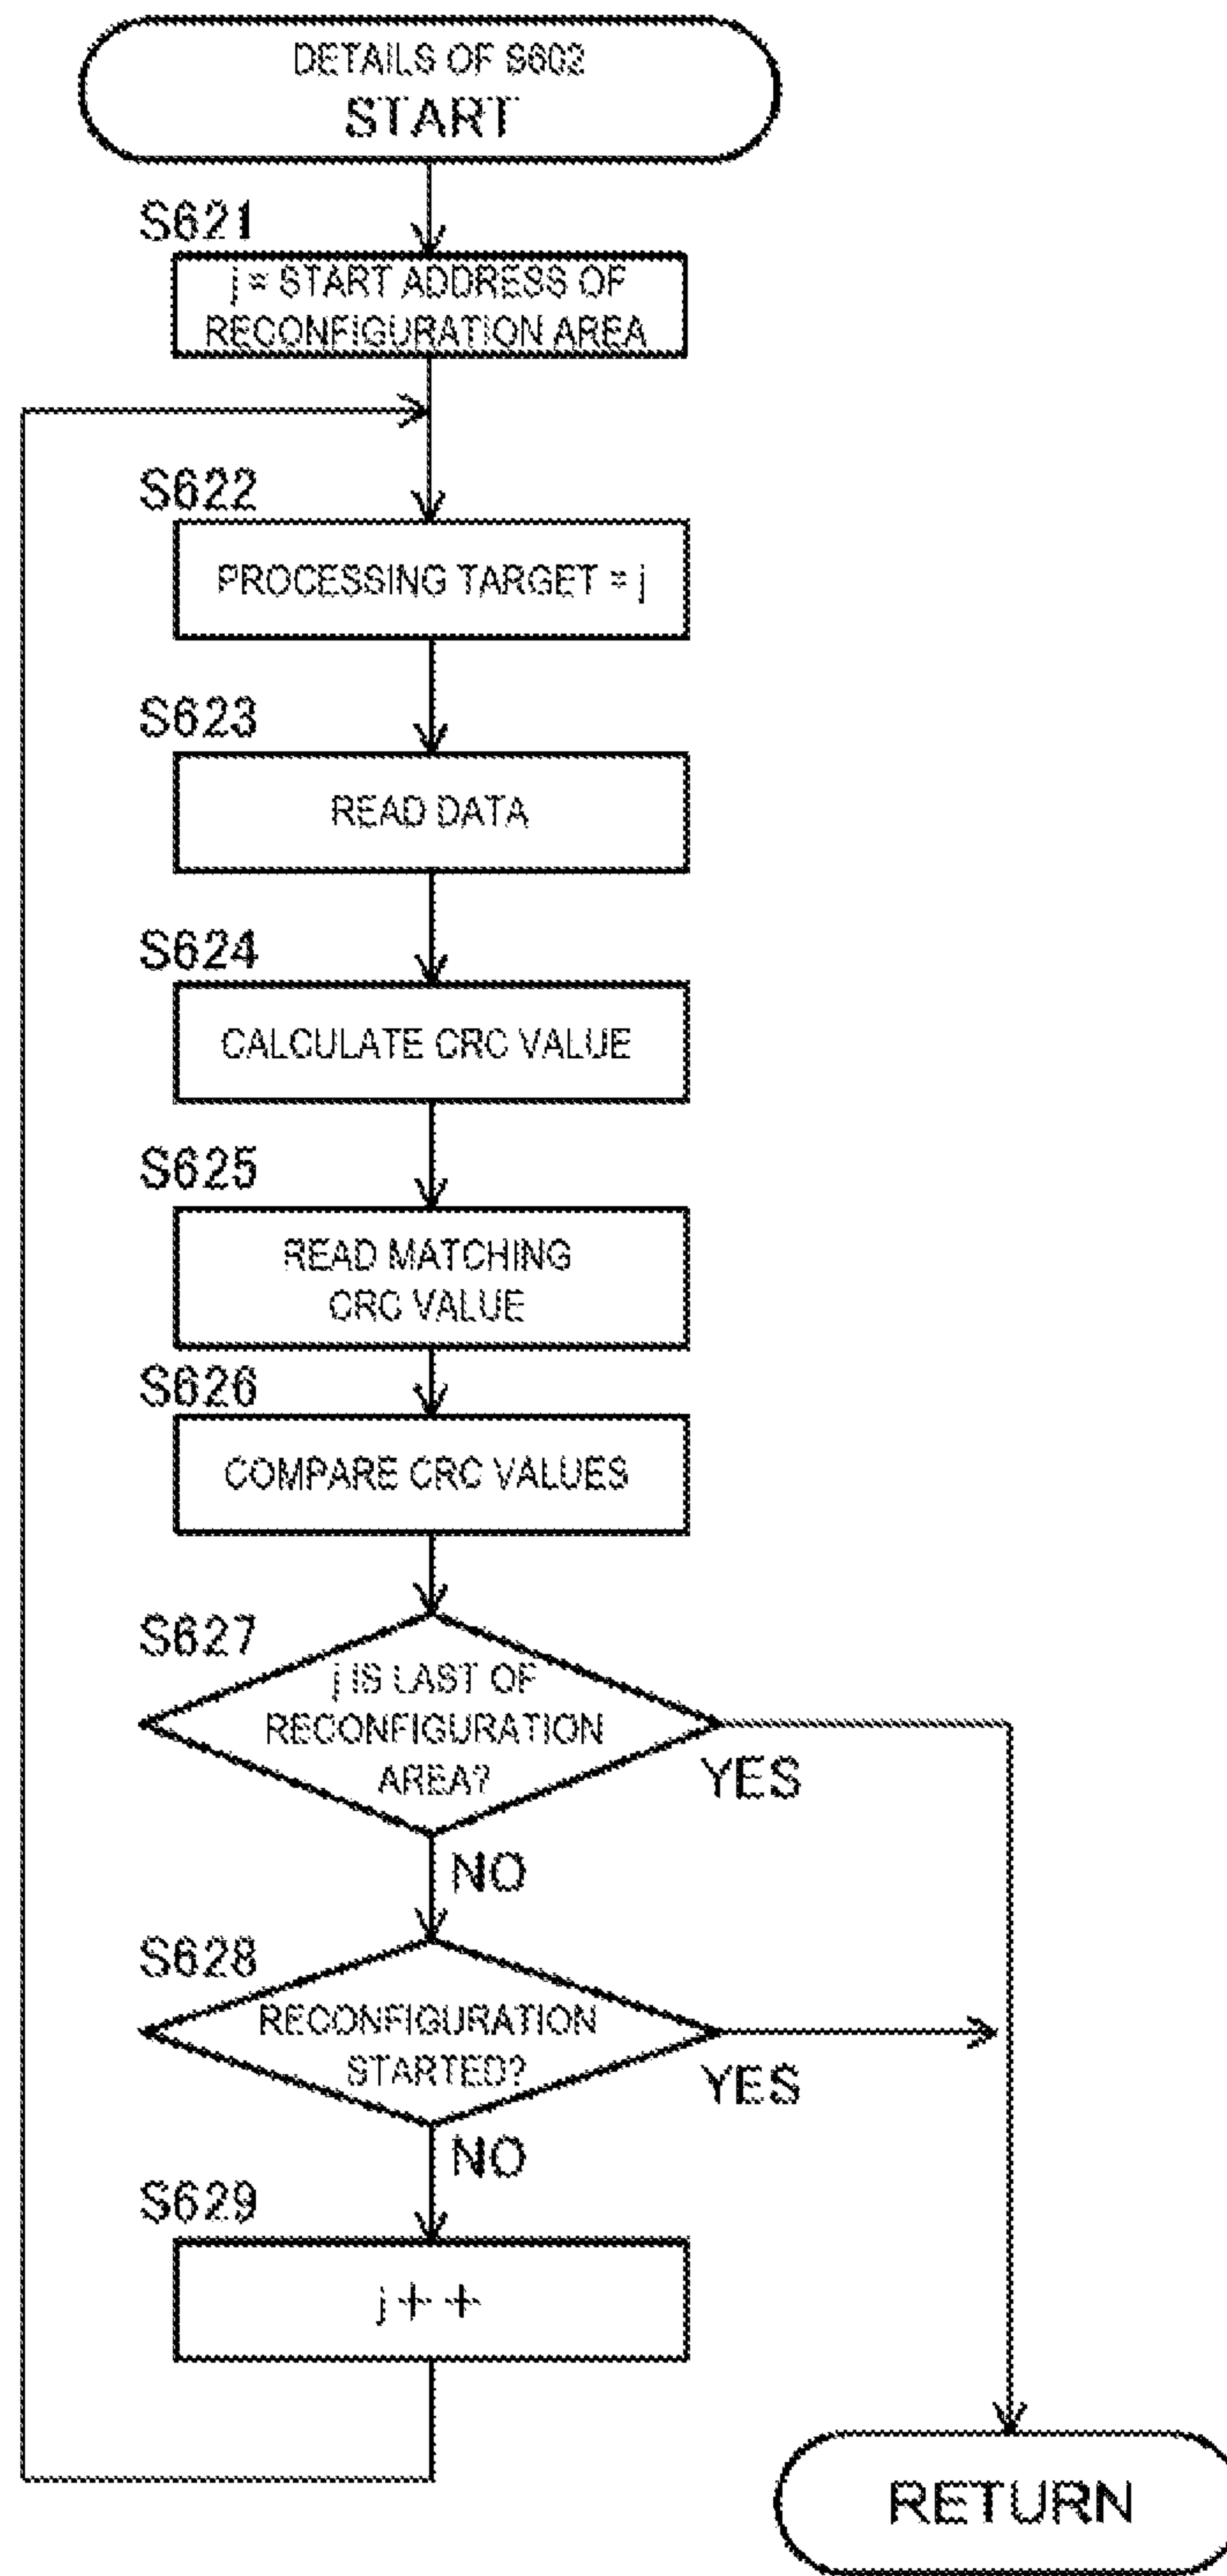 DETAILS OF S602
START
S621
j = START ADDRESS OF
RECONFIGURATION AREA
S622
PROCESSING TARGET = j
S623
READ DATA
S624
CALCULATE CRC VALUE
S625
READ MATCHING
CRC VALUE
S626
COMPARE CRC VALUES
S627
j IS LAST OF
RECONFIGURATION
AREA?
YES
NO
S628
RECONFIGURATION
STARTED?
YES
NO
S629
j + +
RETURN